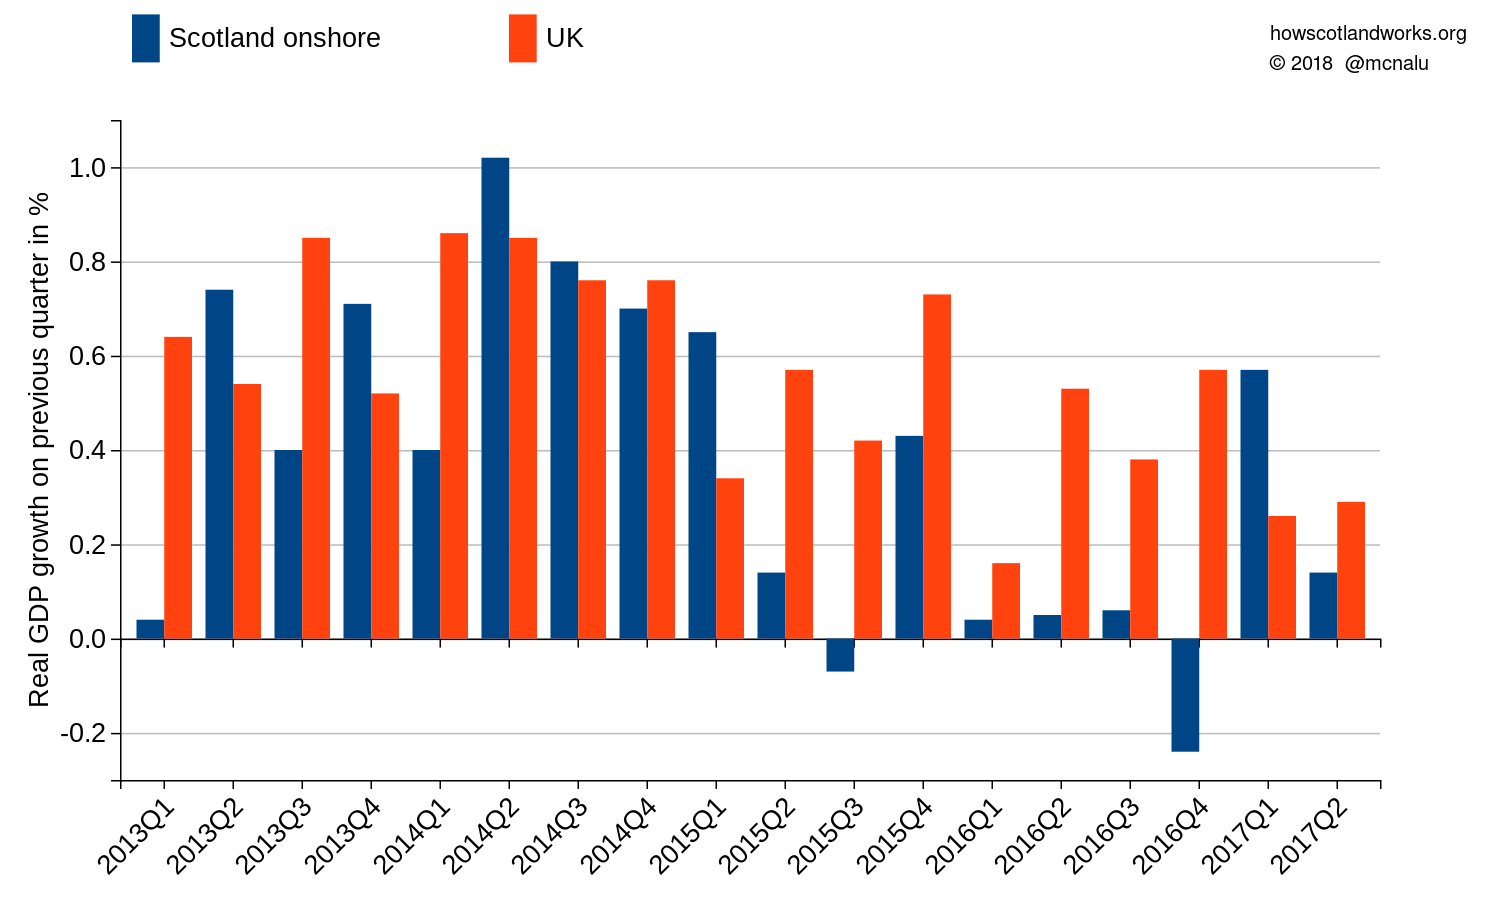 Scotland onshore
UK
howscotlandworks.org
© 2018 @mcnalu
Real GDP growth on previous quarter in %
1.0
0.8
0.6
0.4
0.2
0.0
-0.2
2013Q1
2013Q2
2013Q3
2013Q4
2014Q1
2014Q2
2014Q3
2014Q4
2015Q1
2015Q2
2015Q3
2015Q4
2016Q1
2016Q2
2016Q3
2016Q4
2017Q1
2017Q2